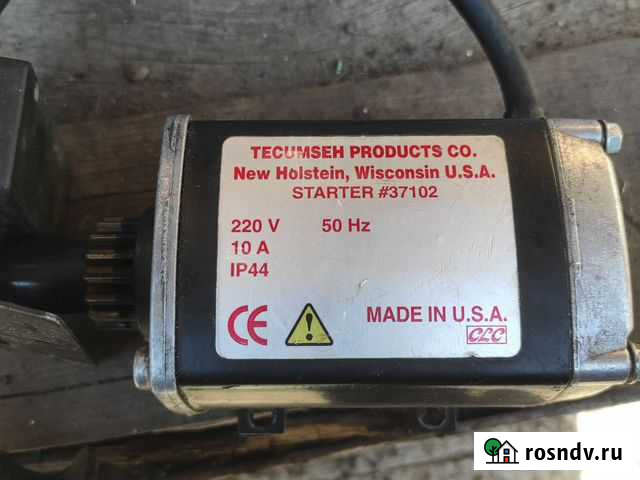 TECUMSEH PRODUCTS CO.
New Holstein, Wisconsin U.S.A.
STARTER #37102
220 V 50 Hz
10 A
IP44
CE
MADE IN U.S.A.
CLC
rosndv.ru